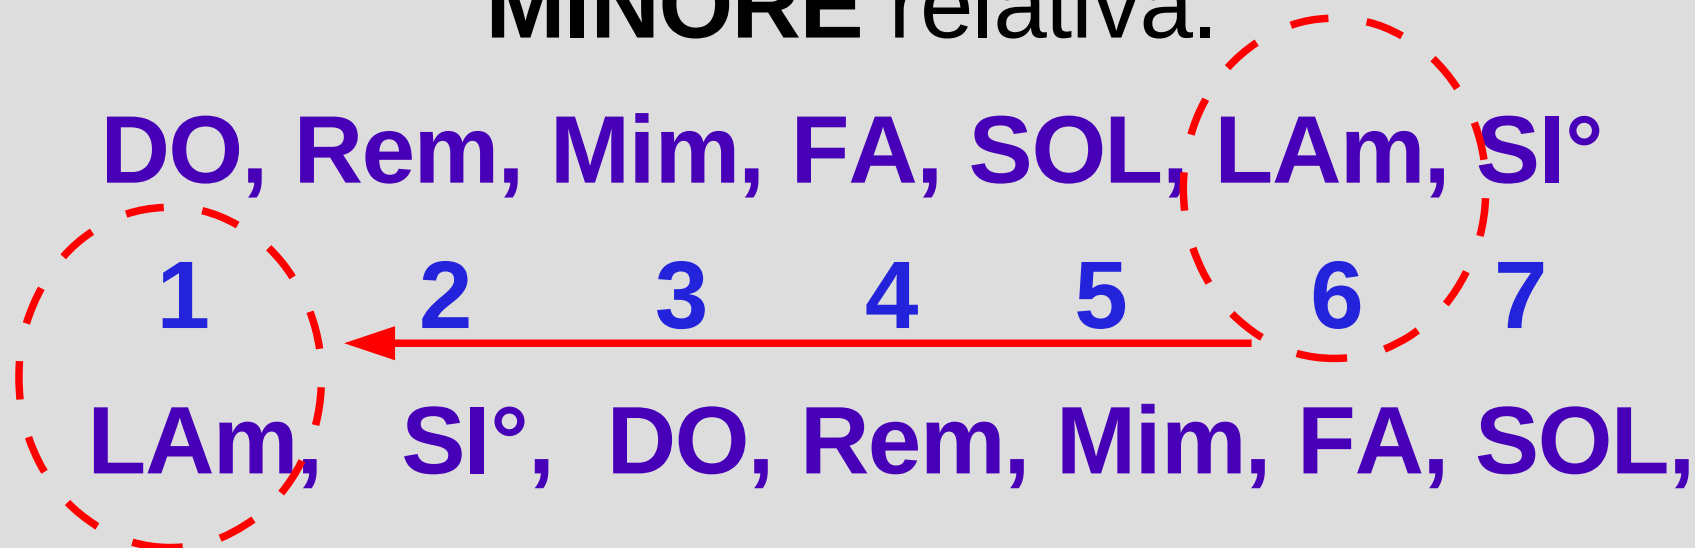 MINORE relativa.
DO, Rem, Mim, FA, SOL, LAm, SI°
1 2 3 4 5 6 7
LAm, SI°, DO, Rem, Mim, FA, SOL,